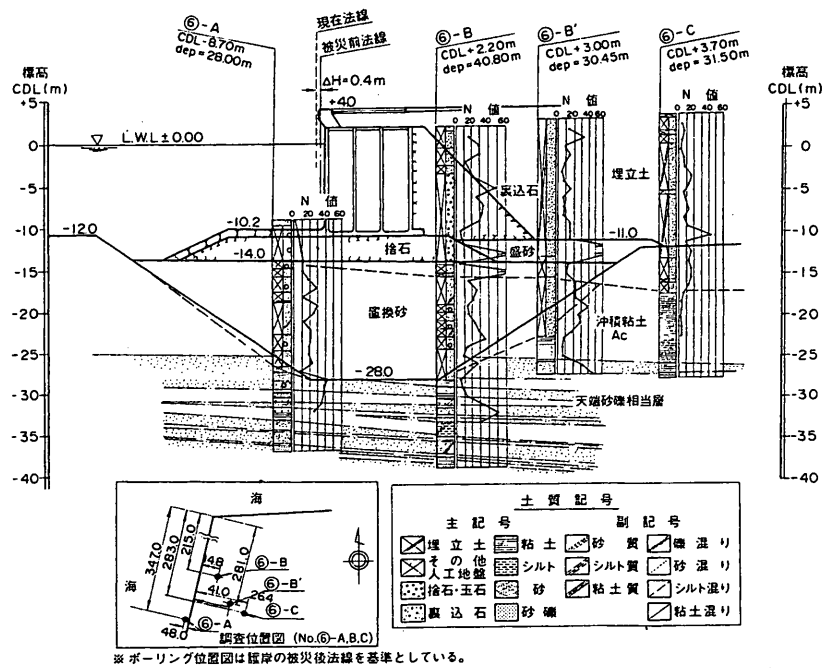 ⑥-A
CDL-8.70m
dep=28.00m
現在法線
被災前法線
ΔH=0.4m
⑥-B
CDL+2.20m
dep=40.80m
⑥-B'
CDL+3.00m
dep=30.45m
⑥-C
CDL+3.70m
dep=31.50m
標高
CDL(m)
標高
CDL(m)
+5
0
-5
-10
-15
-20
-25
-30
-35
-40
+5
0
-5
-10
-15
-20
-25
-30
-35
-40
L.W.L±0.00
+4.0
N 値
0 20 40 60
N 値
0 20 40 60
N 値
0 20 40 60
N 値
0 20 40 60
埋立土
裏込石
-12.0
-10.2
-11.0
捨石
盛砂
-14.0
置換砂
沖積粘土
Ac
-28.0
天端砂礫相当層
海
海
347.0
283.0
215.0
14.8
281.0
41.0
26.4
48.0
⑥-B
⑥-B'
⑥-C
⑥-A
調査位置図 (No.⑥-A,B,C)
土質記号
主記号
副記号
埋立土 粘土 砂質 礫混り
その他人工地盤 シルト シルト質 砂混り
捨石・玉石 砂 粘土質 シルト混り
裏込石 砂礫 粘土混り
※ ボーリング位置図は護岸の被災後法線を基準としている。